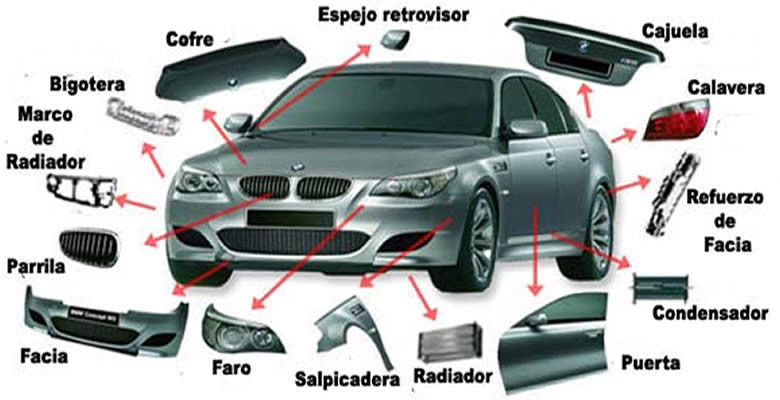 Espejo retrovisor
Cofre
Cajuela
Bigotera
Calavera
Marco
de
Radiador
Refuerzo
de
Facia
Parrila
Condensador
Facia
Faro
Salpicadera
Radiador
Puerta